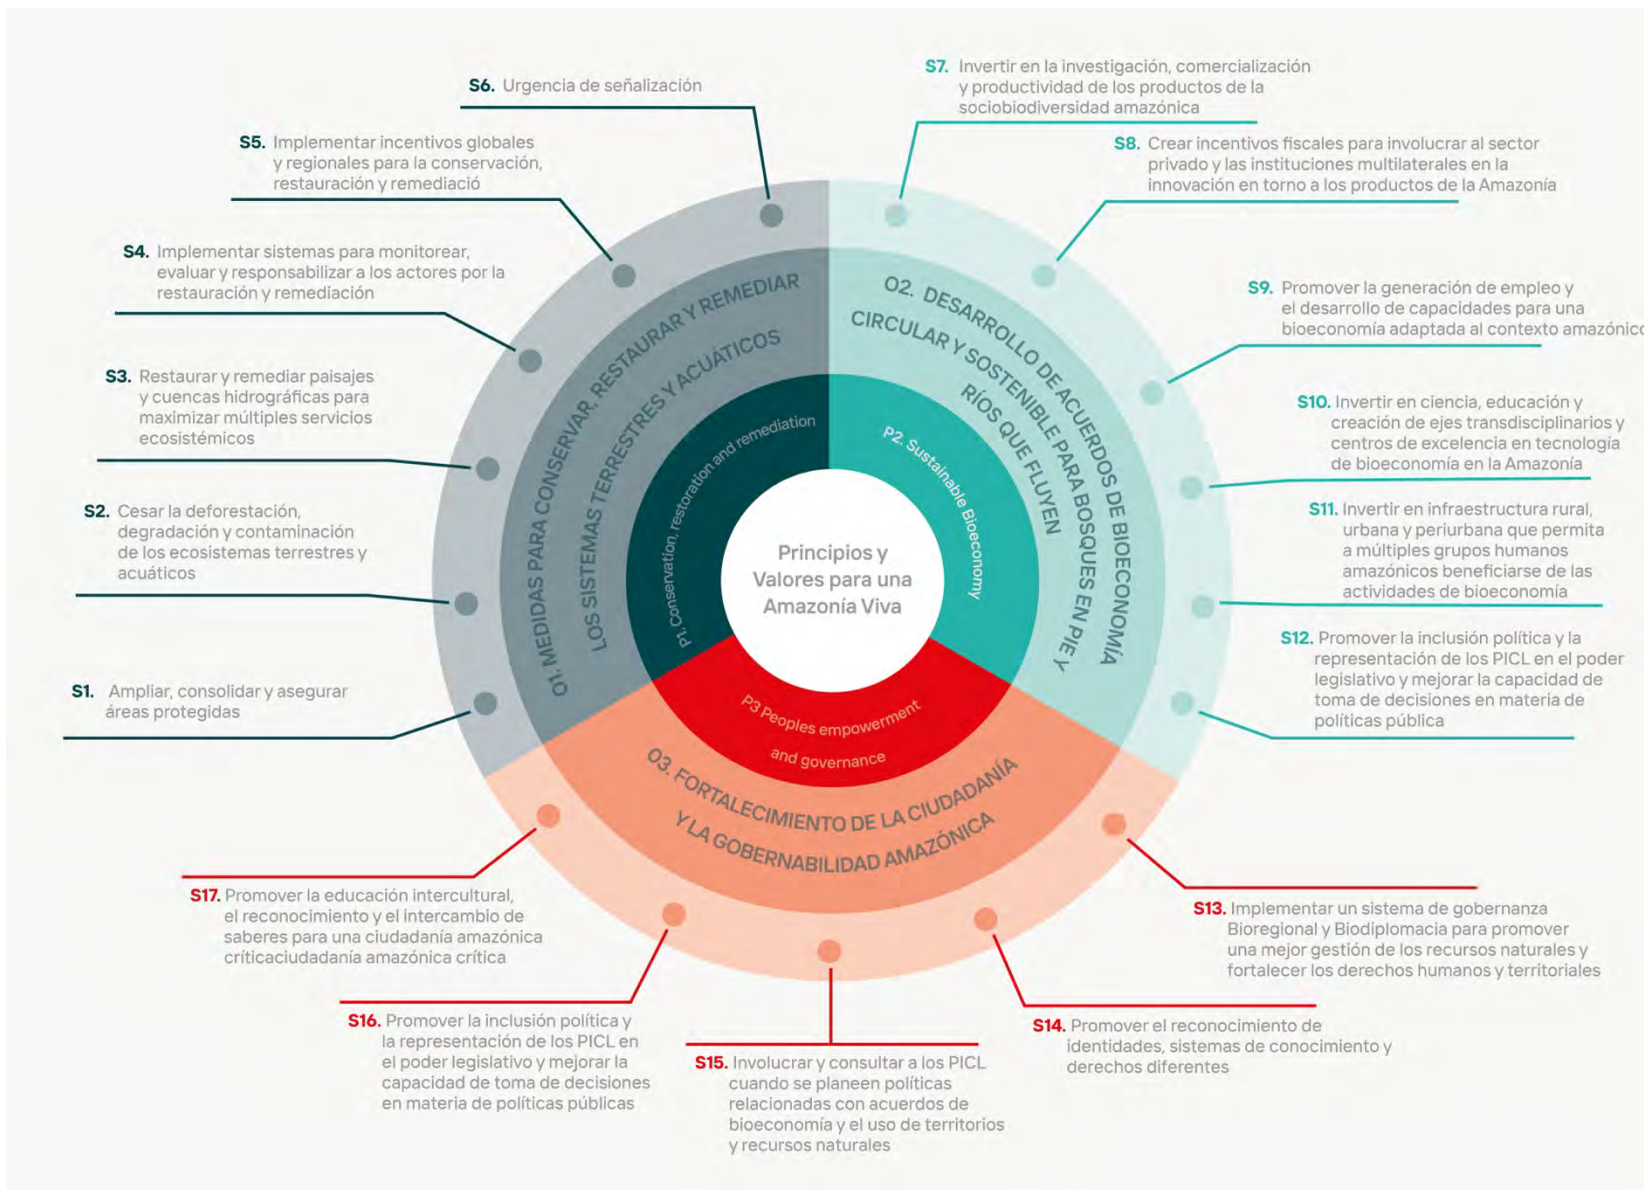 S6. Urgencia de señalización
S7. Invertir en la investigación, comercialización
y productividad de los productos de la
sociobiodiversidad amazónica
S5. Implementar incentivos globales
y regionales para la conservación,
restauración y remediació
S8. Crear incentivos fiscales para involucrar al sector
privado y las instituciones multilaterales en la
innovación en torno a los productos de la Amazonía
S4. Implementar sistemas para monitorear,
evaluar y responsabilizar a los actores por la
restauración y remediación
S9. Promover la generación de empleo y
el desarrollo de capacidades para una
bioeconomía adaptada al contexto amazónico
S3. Restaurar y remediar paisajes
y cuencas hidrográficas para
maximizar múltiples servicios
ecosistémicos
S10. Invertir en ciencia, educación y
creación de ejes transdisciplinarios y
centros de excelencia en tecnología
de bioeconomía en la Amazonía
S2. Cesar la deforestación,
degradación y contaminación
de los ecosistemas terrestres y
acuáticos
S11. Invertir en infraestructura rural,
urbana y periurbana que permita
a múltiples grupos humanos
amazónicos beneficiarse de las
actividades de bioeconomía
S1. Ampliar, consolidar y asegurar
áreas protegidas
S12. Promover la inclusión política y la
representación de los PICL en el poder
legislativo y mejorar la capacidad de
toma de decisiones en materia de
políticas pública
O1. MEDIDAS PARA CONSERVAR, RESTAURAR Y REMEDIAR
LOS SISTEMAS TERRESTRES Y ACUÁTICOS
P1. Conservation, restoration and remediation
O2. DESARROLLO DE ACUERDOS DE BIOECONOMÍA
CIRCULAR Y SOSTENIBLE PARA BOSQUES EN PIE Y
RÍOS QUE FLUYEN
P2. Sustainable Bioeconomy
Principios y
Valores para una
Amazonía Viva
P3 Peoples empowerment
and governance
O3. FORTALECIMIENTO DE LA CIUDADANÍA
Y LA GOBERNABILIDAD AMAZÓNICA
S17. Promover la educación intercultural,
el reconocimiento y el intercambio de
saberes para una ciudadanía amazónica
críticaciudadanía amazónica crítica
S13. Implementar un sistema de gobernanza
Bioregional y Biodiplomacia para promover
una mejor gestión de los recursos naturales y
fortalecer los derechos humanos y territoriales
S16. Promover la inclusión política y
la representación de los PICL en
el poder legislativo y mejorar la
capacidad de toma de decisiones
en materia de políticas públicas
S15. Involucrar y consultar a los PICL
cuando se planeen políticas
relacionadas con acuerdos de
bioeconomía y el uso de territorios
y recursos naturales
S14. Promover el reconocimiento de
identidades, sistemas de conocimiento y
derechos diferentes